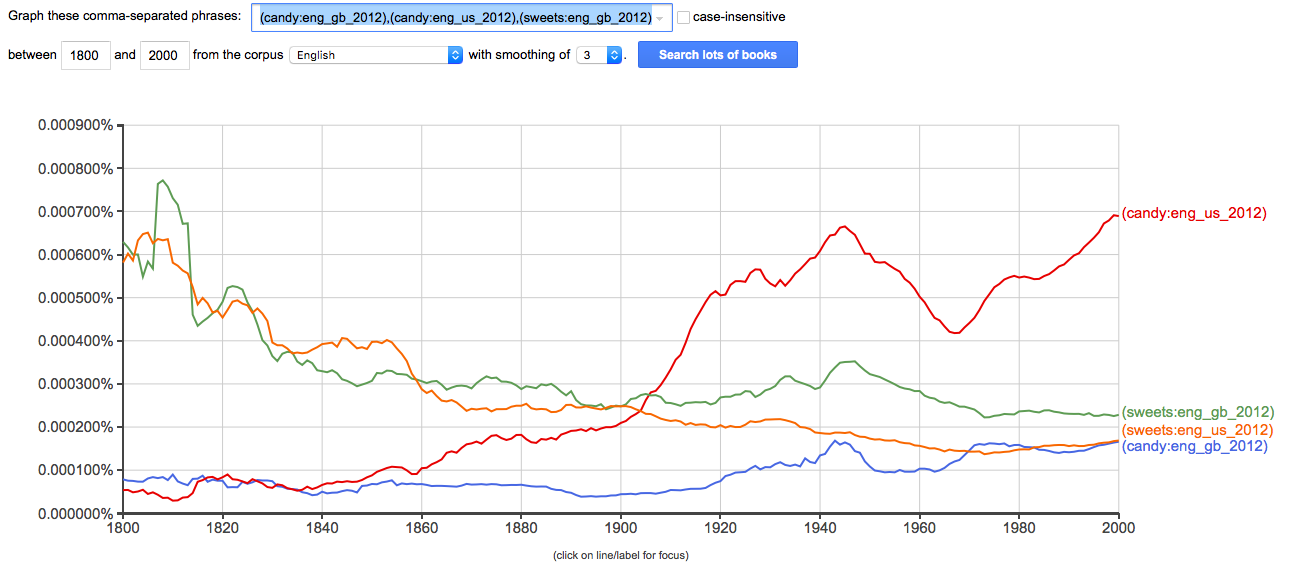 Graph these comma-separated phrases: (candy:eng_gb_2012),(candy:eng_us_2012),(sweets:eng_gb_2012) case-insensitive
between 1800 and 2000 from the corpus English with smoothing of 3 . Search lots of books
0.000900%
0.000800%
0.000700%
(candy:eng_us_2012)
0.000600%
0.000500%
0.000400%
0.000300%
(sweets:eng_gb_2012)
0.000200%
(sweets:eng_us_2012)
(candy:eng_gb_2012)
0.000100%
0.000000%
1800 1820 1840 1860 1880 1900 1920 1940 1960 1980 2000
(click on line/label for focus)